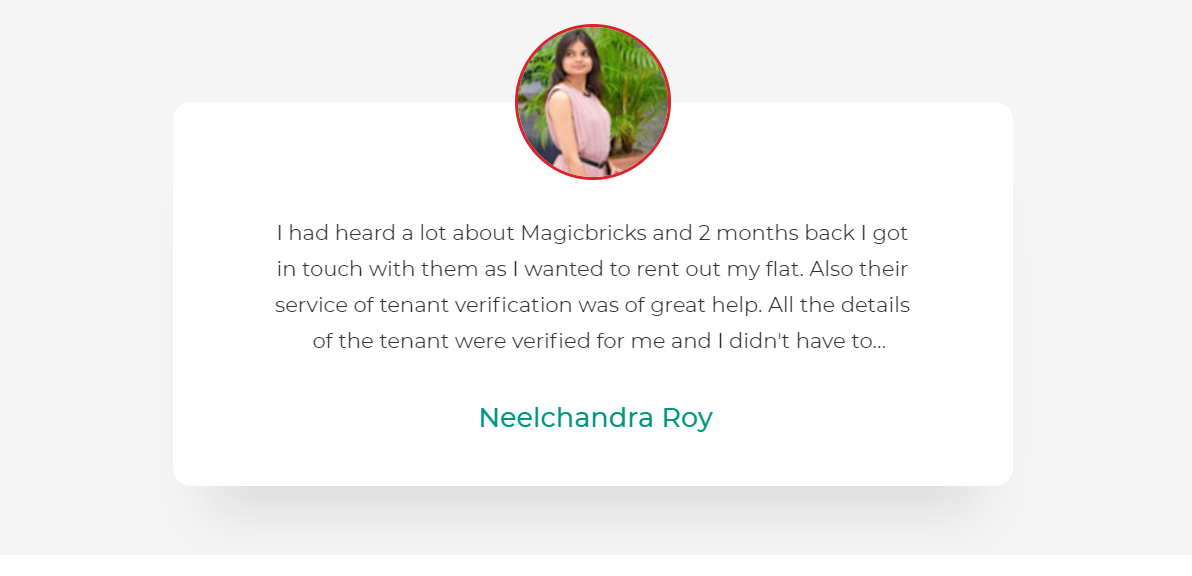 I had heard a lot about Magicbricks and 2 months back I got
in touch with them as I wanted to rent out my flat. Also their
service of tenant verification was of great help. All the details
of the tenant were verified for me and I didn't have to...
Neelchandra Roy